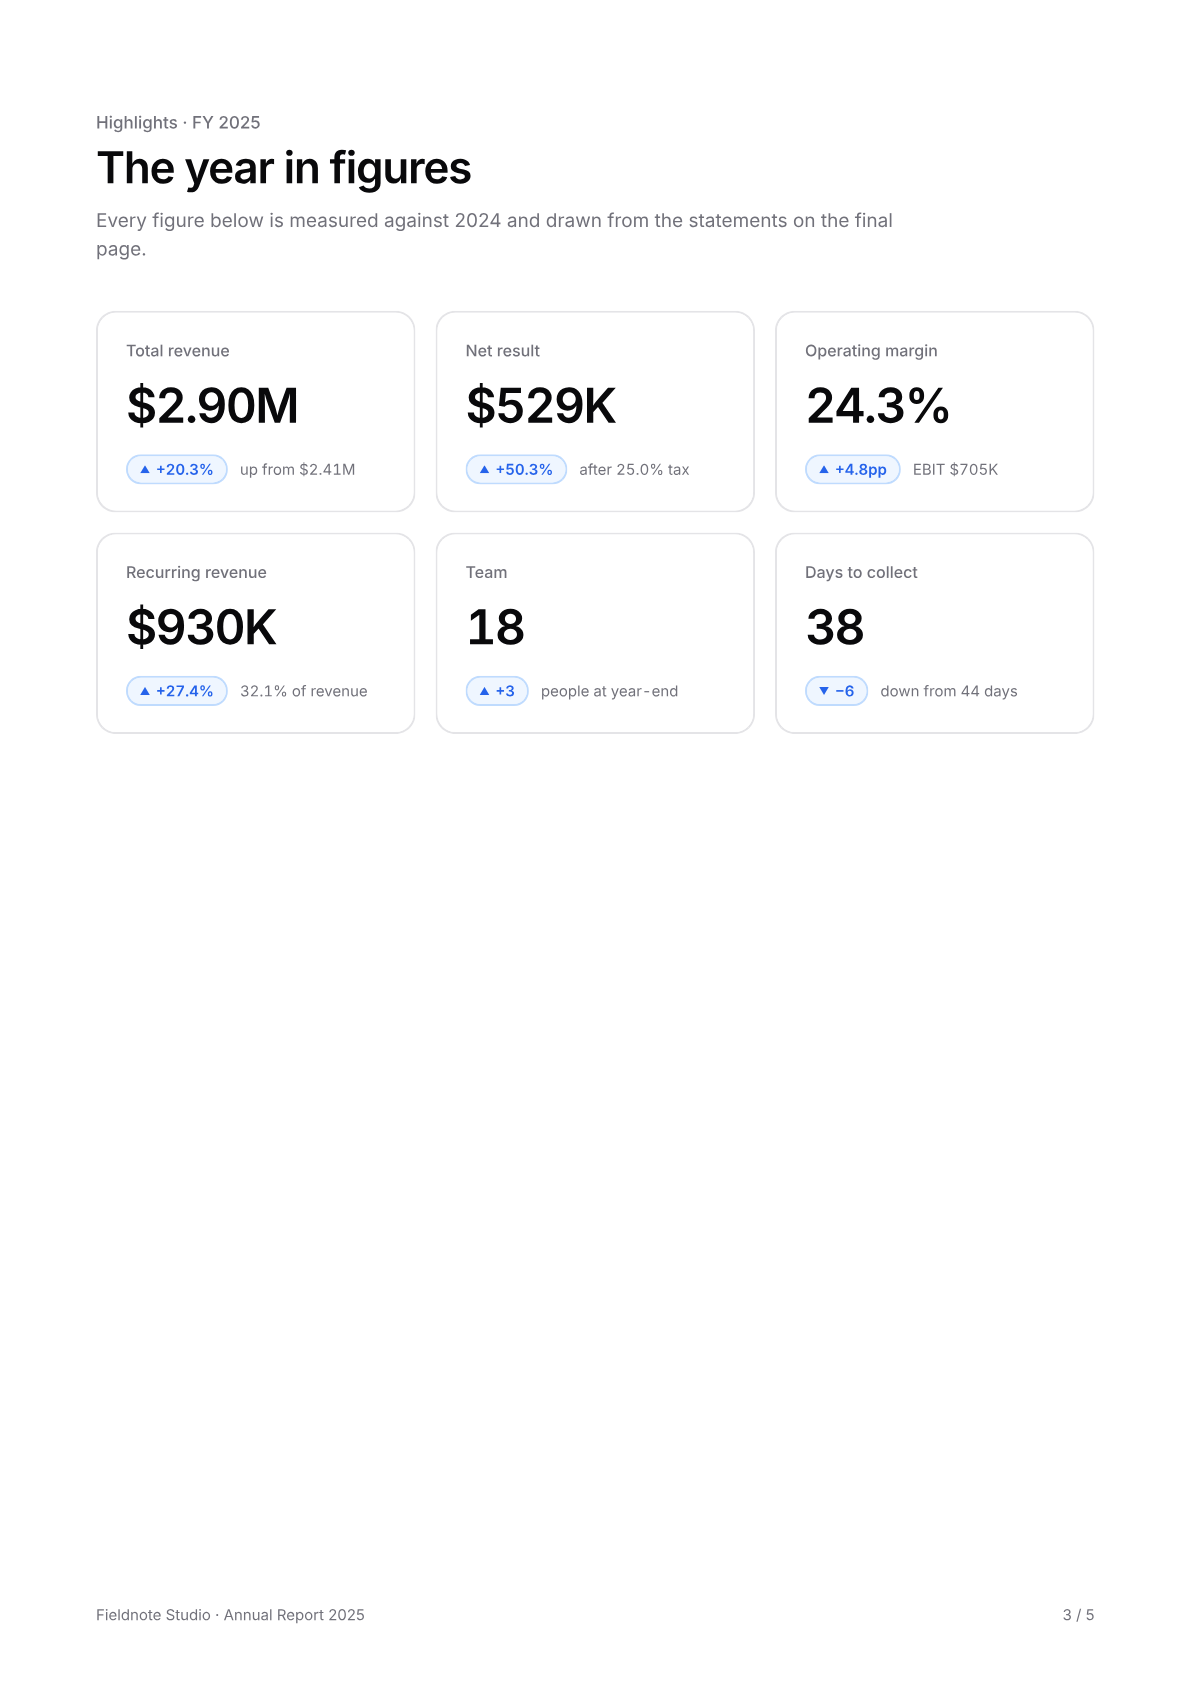 Highlights · FY 2025
The year in figures
Every figure below is measured against 2024 and drawn from the statements on the final
page.
Total revenue
$2.90M
▲ +20.3% up from $2.41M
Net result
$529K
▲ +50.3% after 25.0% tax
Operating margin
24.3%
▲ +4.8pp EBIT $705K
Recurring revenue
$930K
▲ +27.4% 32.1% of revenue
Team
18
▲ +3 people at year-end
Days to collect
38
▼ −6 down from 44 days
Fieldnote Studio · Annual Report 2025
3 / 5